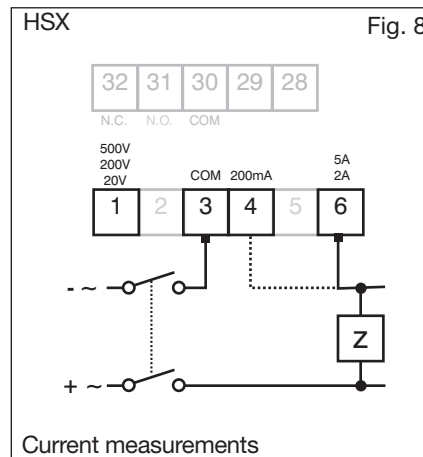 HSX Fig. 8
32 31 30 29 28
N.C. N.O. COM
500V
200V
20V
COM 200mA
5A
2A
1 2 3 4 5 6
- ~
Z
+ ~
Current measurements